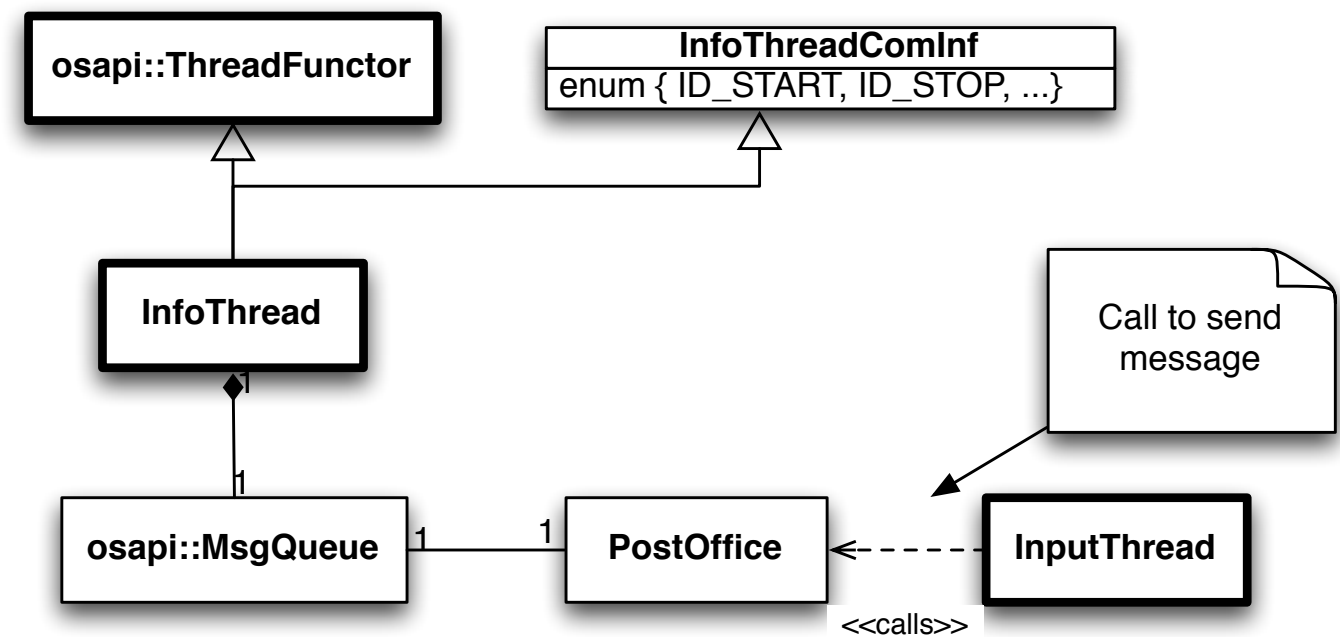 osapi::ThreadFunctor
InfoThreadComInf
enum { ID_START, ID_STOP, ...}
InfoThread
Call to send
message
1
1
osapi::MsgQueue
1
1
PostOffice
InputThread
<<calls>>